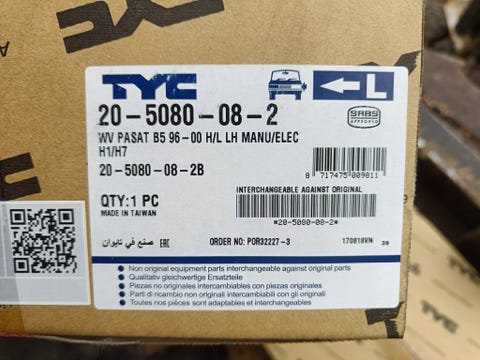 TYC
L
20-5080-08-2
SABS
APPROVED
WV PASAT B5 96-00 H/L LH MANU/ELEC
H1/H7
20-5080-08-2B
8 717475 009811
QTY:1 PC
MADE IN TAIWAN
INTERCHANGEABLE AGAINST ORIGINAL
*20-5080-08-2*
صنع في تايوان EAC
ORDER NO: POR32227-3
170818VN
39
Non original equipment parts interchangeable against original parts
Qualitativ gleichwertige Ersatzteile
Piezas no originales intercambiables con piezas originales
Parti di ricambio non originali intercambiabili con gli originali
Toutes nos pièces sont adaptables et interchangeables
TYC